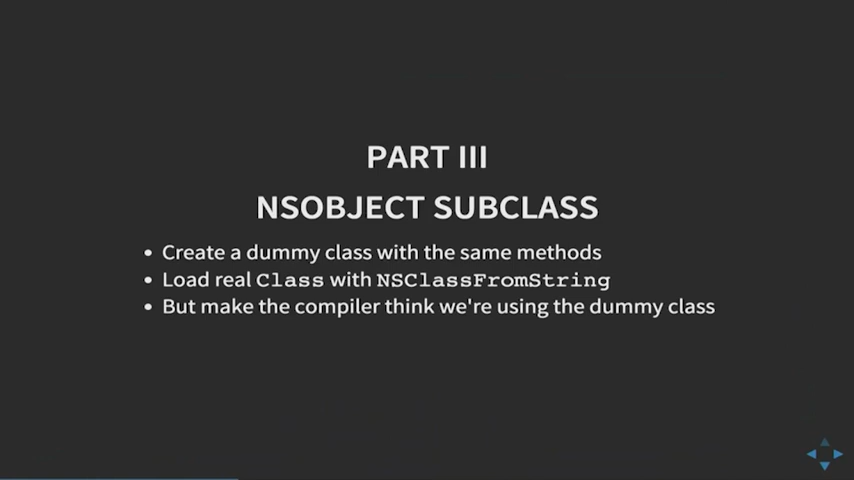 PART III
NSOBJECT SUBCLASS
• Create a dummy class with the same methods
• Load real Class with NSClassFromString
• But make the compiler think we're using the dummy class